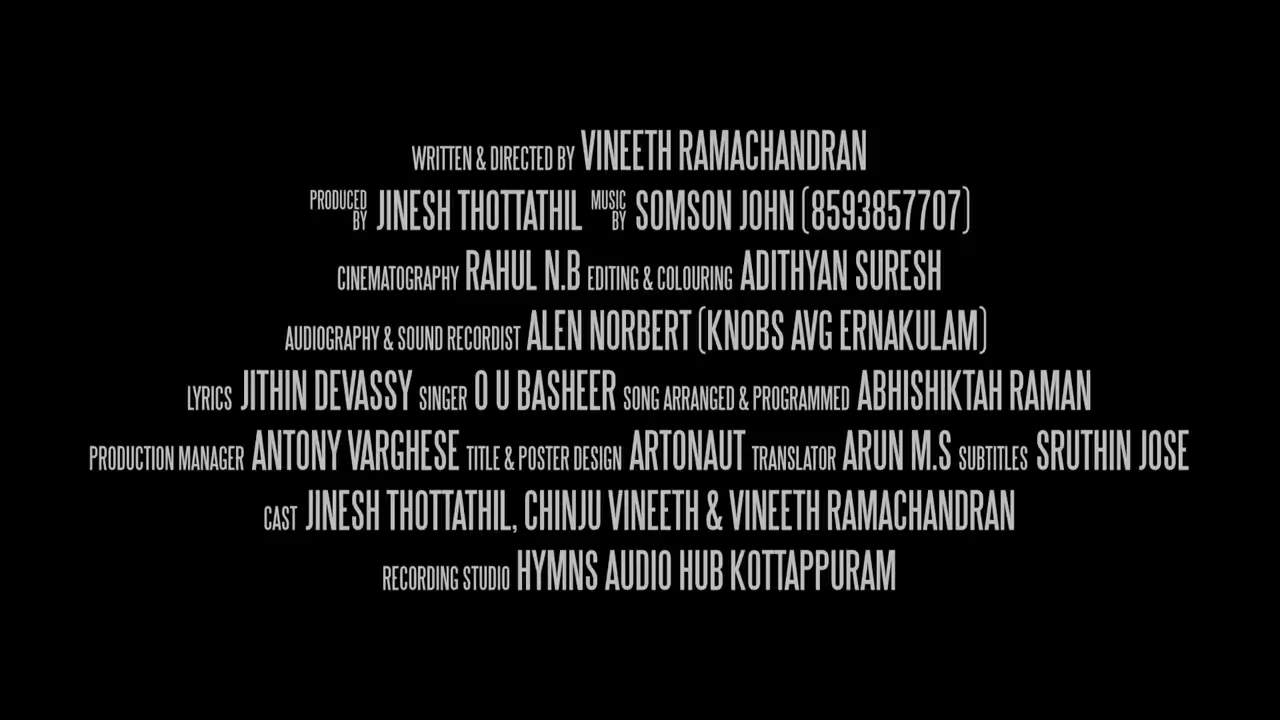 WRITTEN & DIRECTED BY VINEETH RAMACHANDRAN
PRODUCED BY JINESH THOTTATHIL MUSIC BY SOMSON JOHN (8593857707)
CINEMATOGRAPHY RAHUL N.B EDITING & COLOURING ADITHYAN SURESH
AUDIOGRAPHY & SOUND RECORDIST ALEN NORBERT (KNOBS AVG ERNAKULAM)
LYRICS JITHIN DEVASSY SINGER O U BASHEER SONG ARRANGED & PROGRAMMED ABHISHIKTAH RAMAN
PRODUCTION MANAGER ANTONY VARGHESE TITLE & POSTER DESIGN ARTONAUT TRANSLATOR ARUN M.S SUBTITLES SRUTHIN JOSE
CAST JINESH THOTTATHIL, CHINJU VINEETH & VINEETH RAMACHANDRAN
RECORDING STUDIO HYMNS AUDIO HUB KOTTAPPURAM